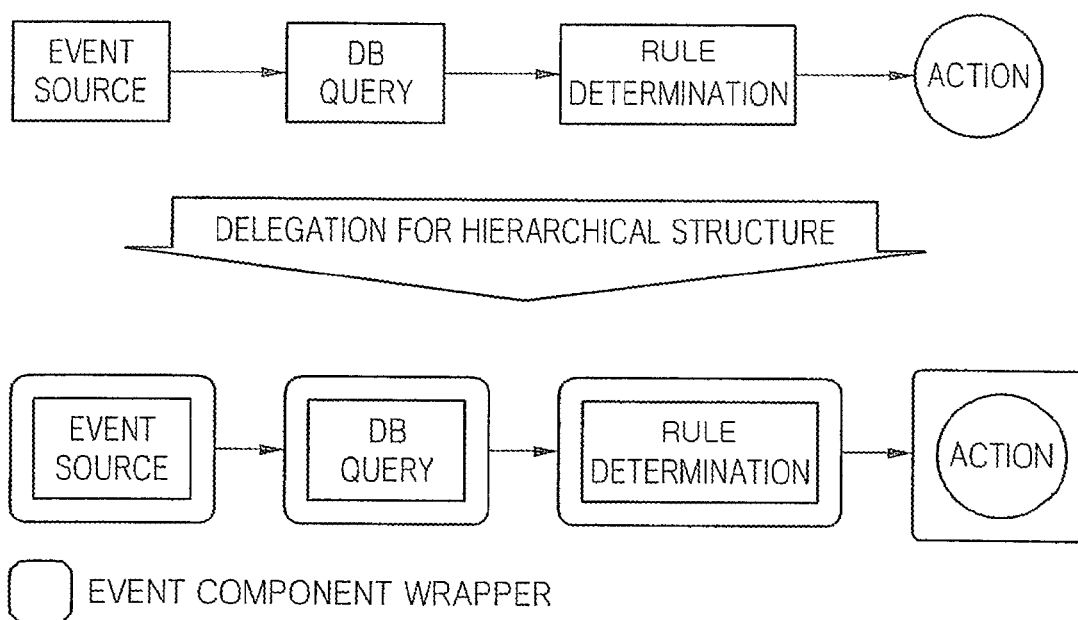 EVENT
SOURCE
DB
QUERY
RULE
DETERMINATION
ACTION
DELEGATION FOR HIERARCHICAL STRUCTURE
EVENT
SOURCE
DB
QUERY
RULE
DETERMINATION
ACTION
EVENT COMPONENT WRAPPER